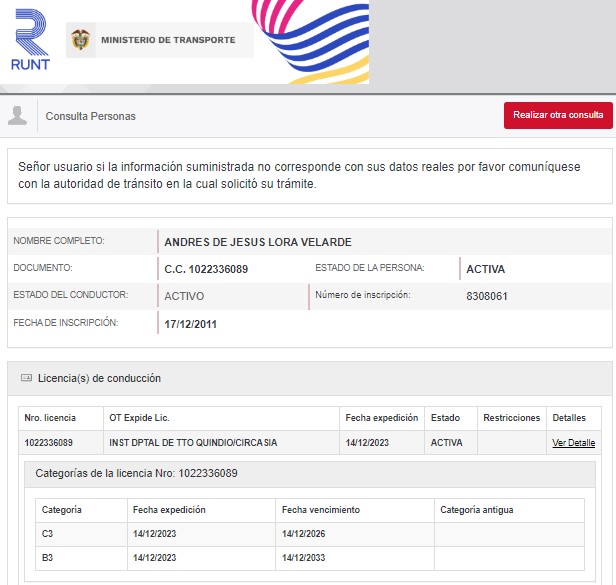 RUNT
MINISTERIO DE TRANSPORTE
Consulta Personas
Realizar otra consulta
Señor usuario si la información suministrada no corresponde con sus datos reales por favor comuníquese
con la autoridad de tránsito en la cual solicitó su trámite.
NOMBRE COMPLETO: ANDRES DE JESUS LORA VELARDE
DOCUMENTO: C.C. 1022336089 ESTADO DE LA PERSONA: ACTIVA
ESTADO DEL CONDUCTOR: ACTIVO Número de inscripción: 8308061
FECHA DE INSCRIPCIÓN: 17/12/2011
Licencia(s) de conducción
Nro. licencia OT Expide Lic. Fecha expedición Estado Restricciones Detalles
1022336089 INST DPTAL DE TTO QUINDIO/CIRCASIA 14/12/2023 ACTIVA Ver Detalle
Categorías de la licencia Nro: 1022336089
Categoría Fecha expedición Fecha vencimiento Categoría antigua
C3 14/12/2023 14/12/2026
B3 14/12/2023 14/12/2033